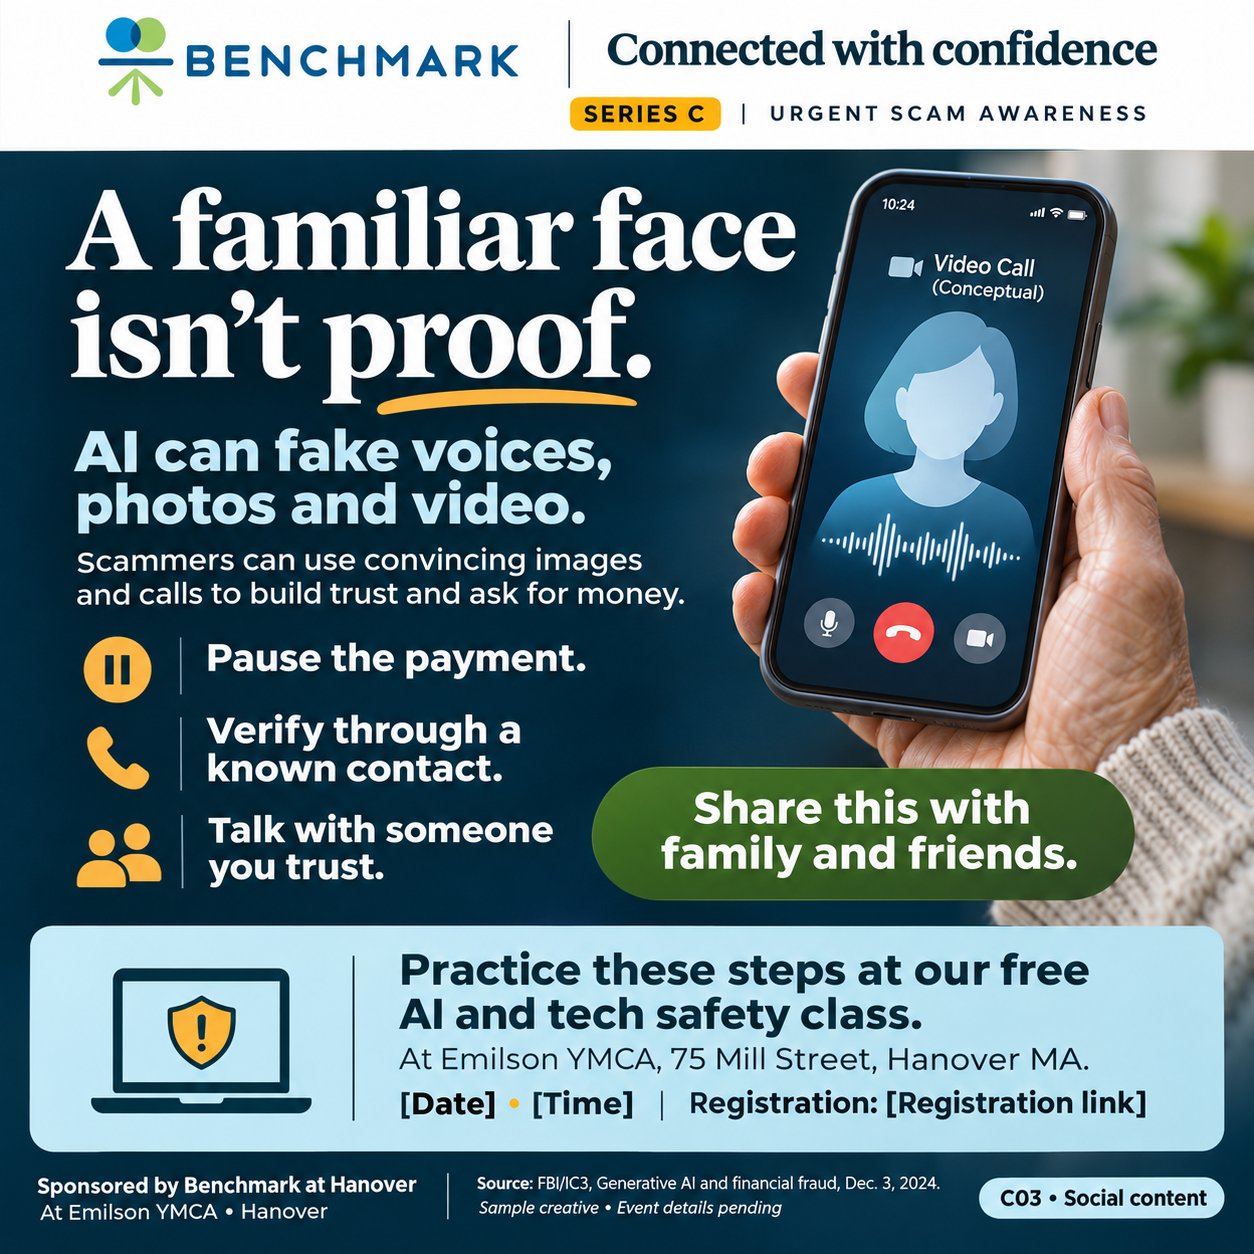 BENCHMARK
Connected with confidence
SERIES C | URGENT SCAM AWARENESS
A familiar face
isn't proof.
AI can fake voices,
photos and video.
Scammers can use convincing images
and calls to build trust and ask for money.
Pause the payment.
Verify through a
known contact.
Talk with someone
you trust.
10:24
Video Call
(Conceptual)
Share this with
family and friends.
Practice these steps at our free
AI and tech safety class.
At Emilson YMCA, 75 Mill Street, Hanover MA.
[Date] • [Time] | Registration: [Registration link]
Sponsored by Benchmark at Hanover
At Emilson YMCA • Hanover
Source: FBI/IC3, Generative AI and financial fraud, Dec. 3, 2024.
Sample creative • Event details pending
C03 • Social content